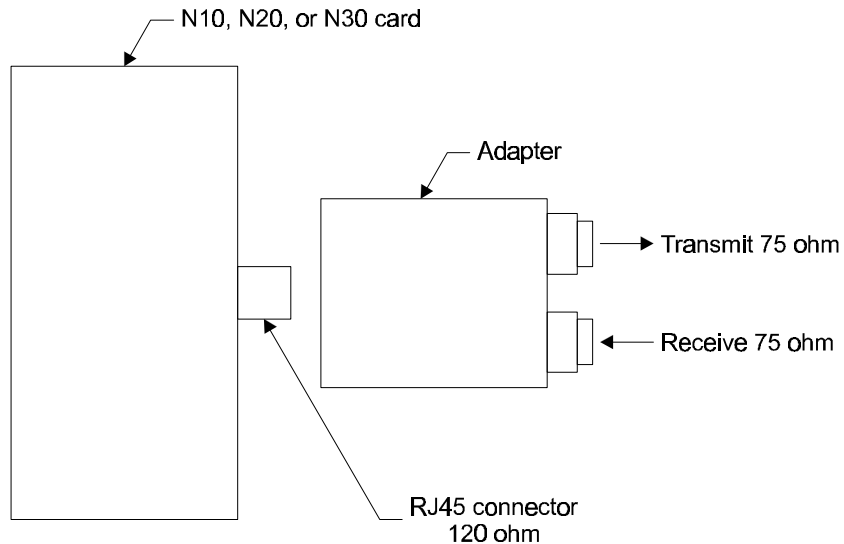 N10, N20, or N30 card
Adapter
Transmit 75 ohm
Receive 75 ohm
RJ45 connector
120 ohm